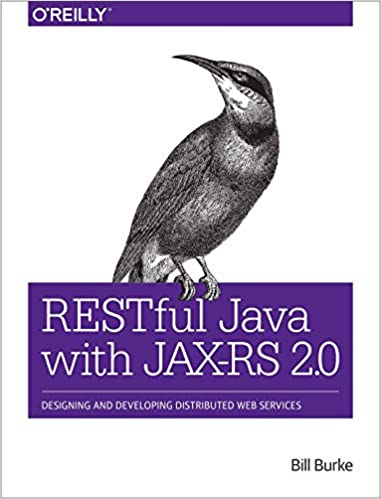 O'REILLY®
RESTful Java
with JAX-RS 2.0
DESIGNING AND DEVELOPING DISTRIBUTED WEB SERVICES
Bill Burke